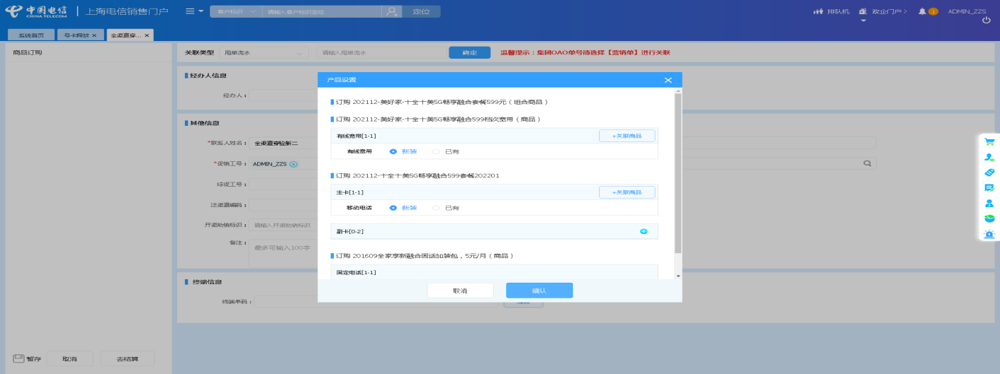 中国电信 CHINA TELECOM 上海电信销售门户 客户标识 请输入客户标识定位 定位 排队机 政企门户> 1 ADMIN_ZZS
系统首页 号卡释放 × 全渠道穿... ×
商品订购
关联类型 甩单流水 请输入甩单流水 确定 温馨提示：集团OAO单号请选择【营销单】进行关联
经办人信息
经办人：
其他信息
*联系人姓名： 全渠道穿验新二
*促销工号： ADMIN_ZZS
综促工号：
泛渠道编码：
开渠助销标识： 请输入开渠助销标识
备注： 最多可输入100字
终端信息
终端串码：
暂存 取消 去结算
产品设置
订购 202112-美好家-十全十美5G畅享融合套餐599元（组合商品）
订购 202112-美好家-十全十美5G畅享融合599档次宽带（商品）
有线宽带[1-1] +关联商品
有线宽带 新装 已有
订购 202112-十全十美5G畅享融合599套餐202201
主卡[1-1] +关联商品
移动电话 新装 已有
副卡[0-2]
订购 201609全家享新融合固话加装包，5元/月（商品）
固定电话[1-1]
取消 确认